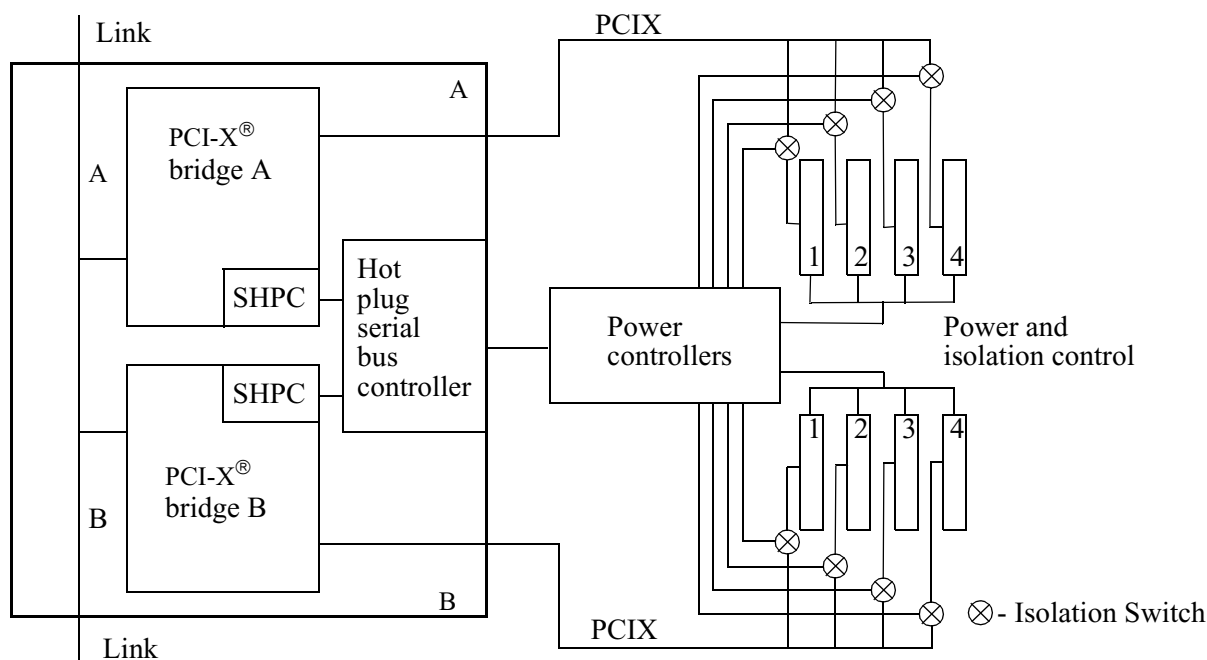 Link
PCIX
A
PCI-X®
bridge A
A
SHPC
Hot
plug
serial
bus
controller
SHPC
PCI-X®
bridge B
B
B
Link
Power
controllers
1 2 3 4
Power and
isolation control
1 2 3 4
PCIX
⊗ - Isolation Switch